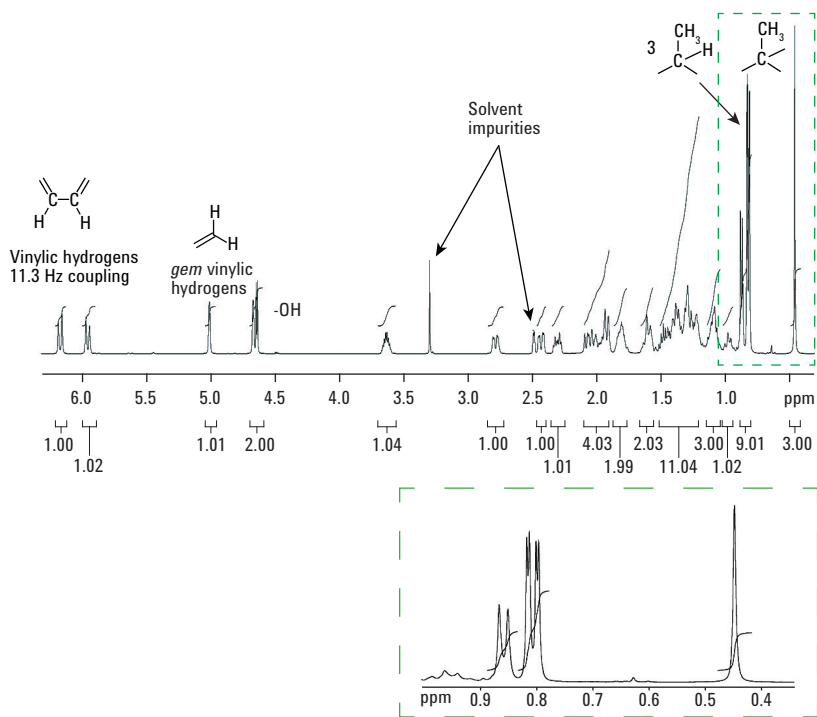 3
CH3
C
H
CH3
C
Solvent
impurities
C
C
H
H
Vinylic hydrogens
11.3 Hz coupling
H
H
gem vinylic
hydrogens
-OH
6.0 5.5 5.0 4.5 4.0 3.5 3.0 2.5 2.0 1.5 1.0 ppm
1.00 1.01 2.00 1.04 1.00 1.00 4.03 2.03 3.00 9.01 3.00
1.02 1.01 1.99 11.04 1.02
ppm 0.9 0.8 0.7 0.6 0.5 0.4